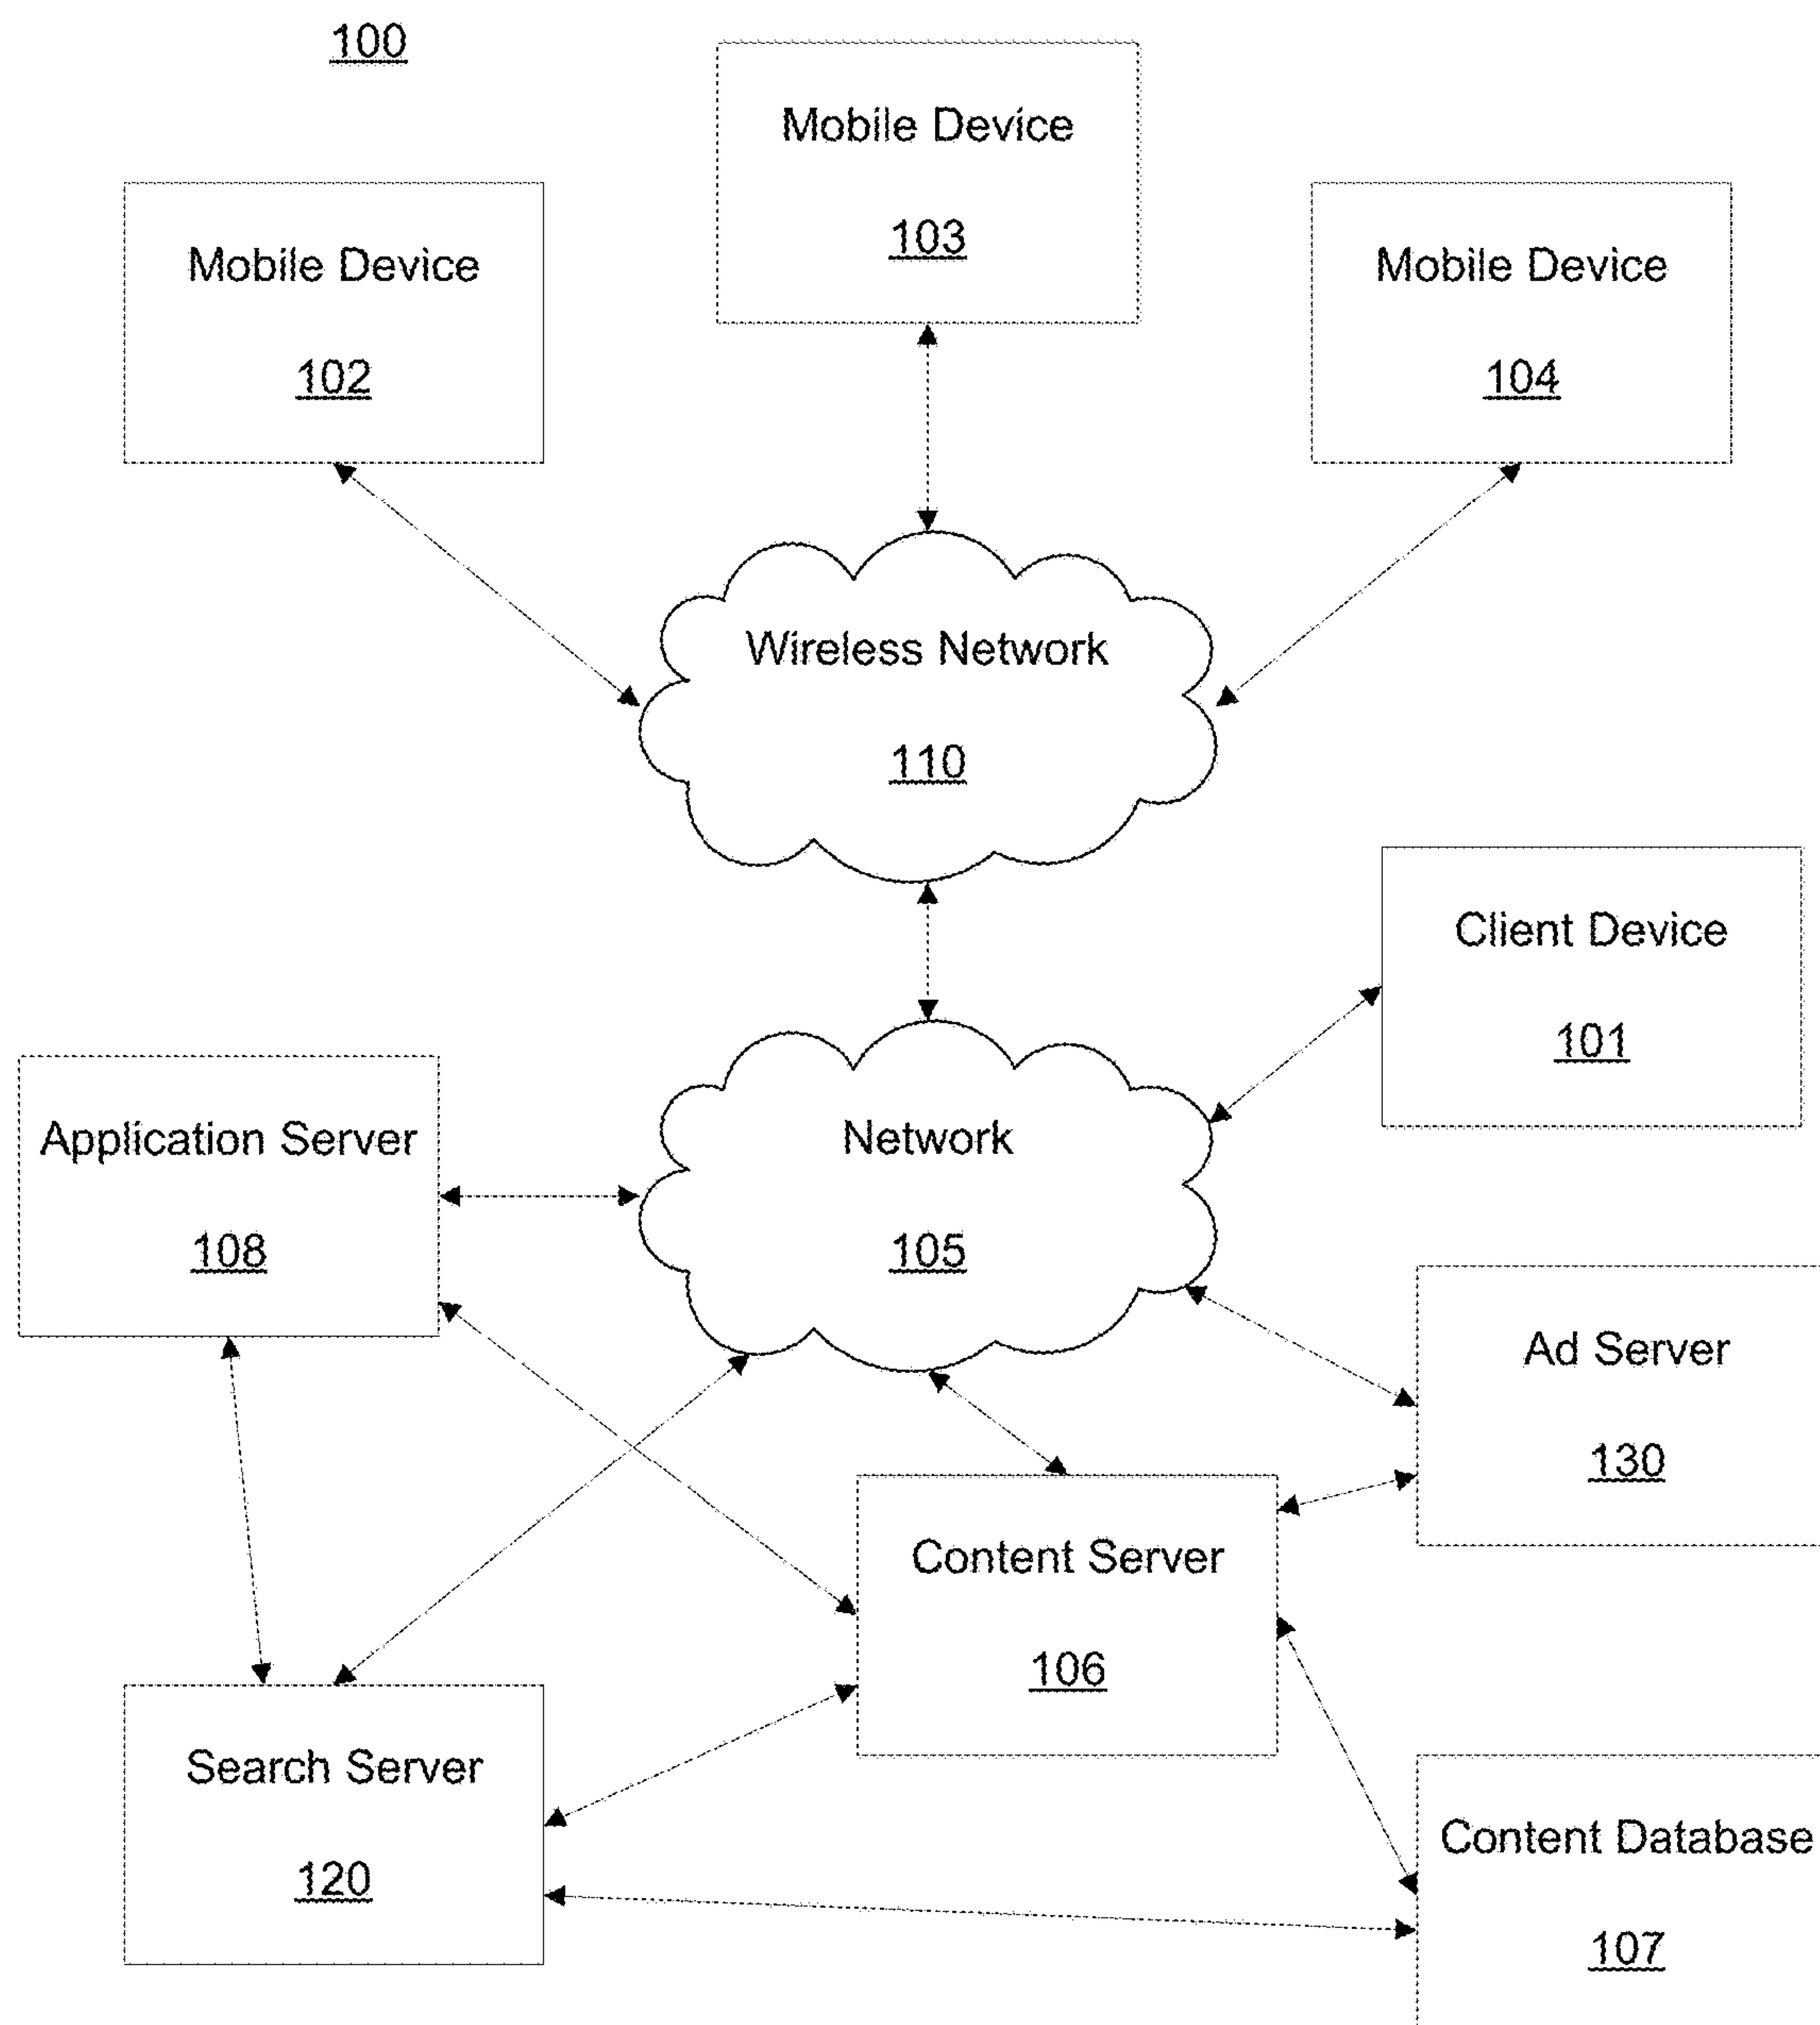 100
Mobile Device
103
Mobile Device
102
Mobile Device
104
Wireless Network
110
Client Device
101
Network
105
Application Server
108
Ad Server
130
Content Server
106
Search Server
120
Content Database
107